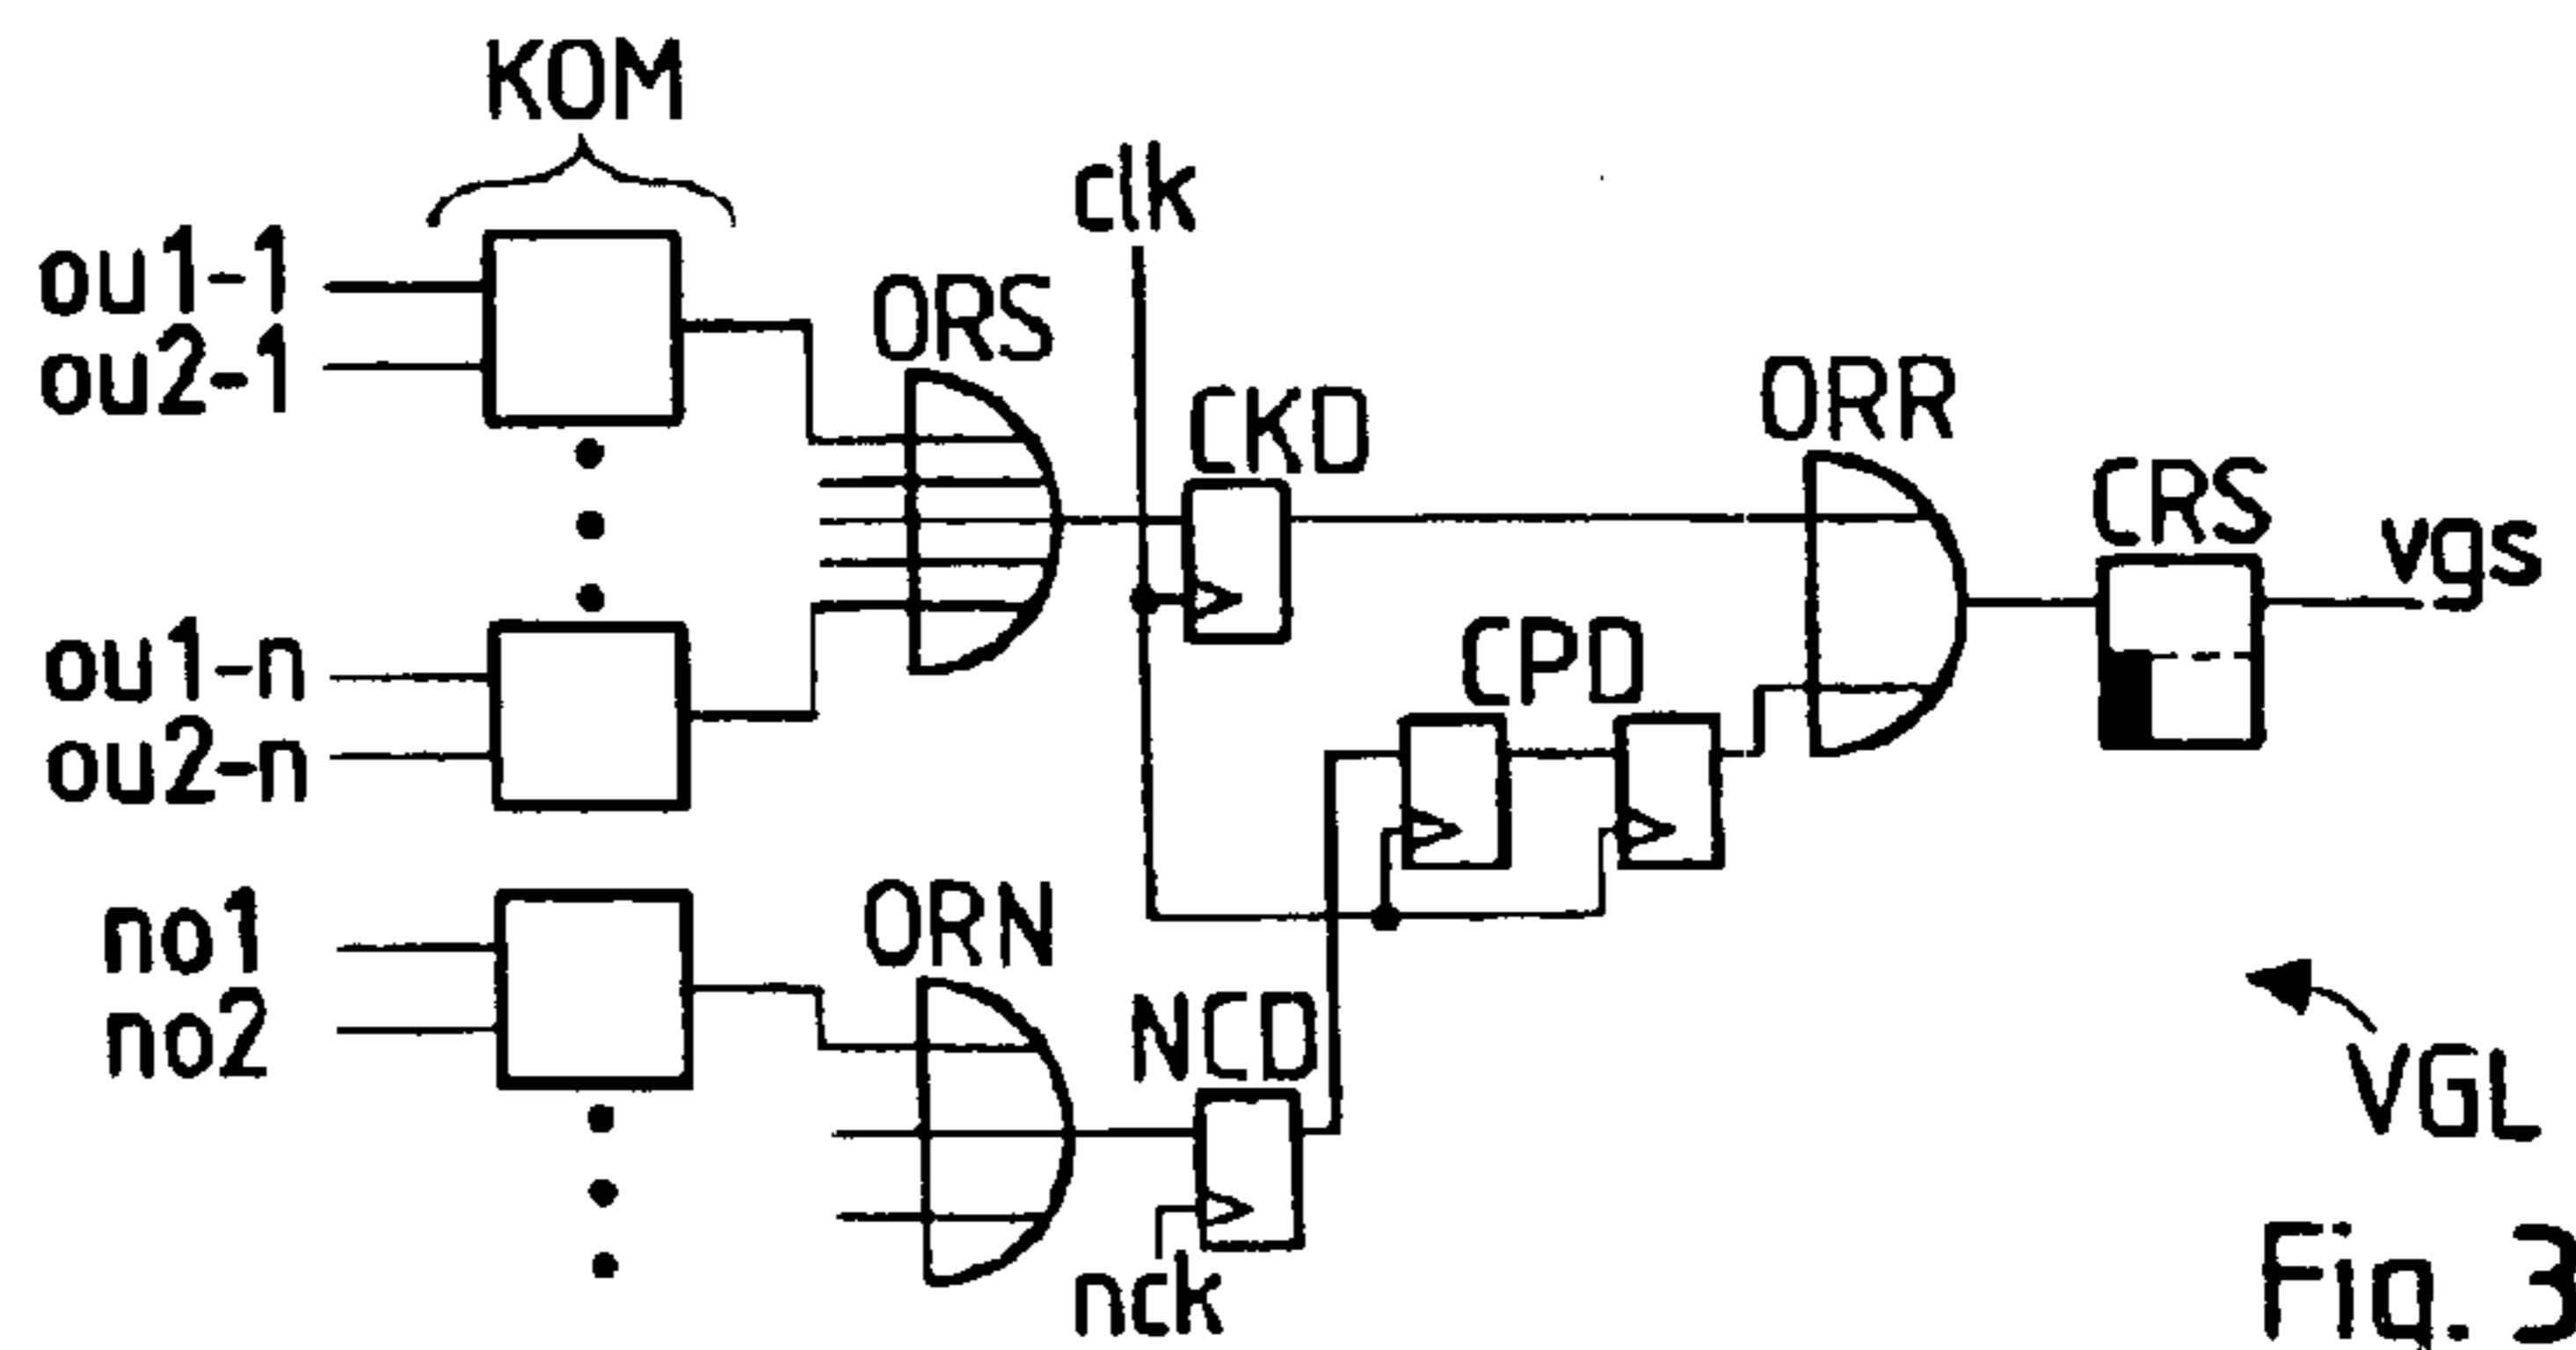 KOM
clk
ou1-1
ou2-1
ORS
CKD
ORR
CRS
vgs
ou1-n
ou2-n
CPD
no1
no2
ORN
NCD
nck
VGL
Fig. 3